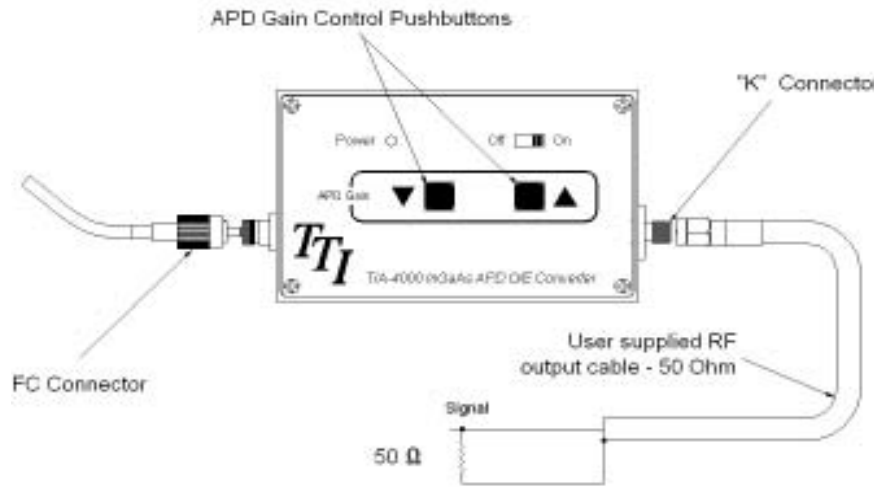 APD Gain Control Pushbuttons
"K" Connector
Power
Off
On
APD Gain
TTI
TIA-4000 InGaAs APD O/E Converter
FC Connector
User supplied RF
output cable - 50 Ohm
Signal
50 Ω